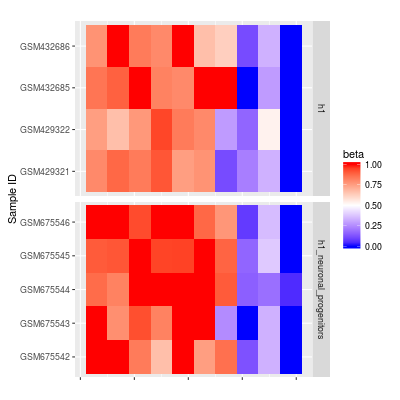 GSM432686
GSM432685
GSM429322
GSM429321
h1
GSM675546
GSM675545
GSM675544
GSM675543
GSM675542
h1_neuronal_progenitors
Sample ID
beta
1.00
0.75
0.50
0.25
0.00